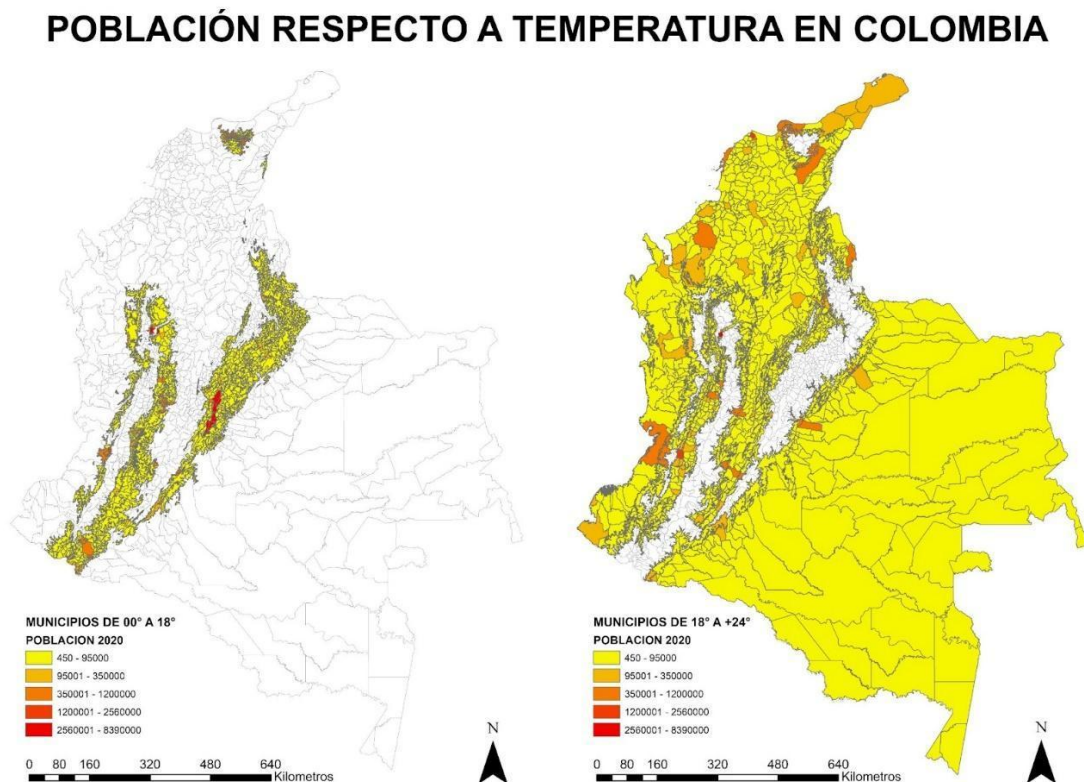 POBLACIÓN RESPECTO A TEMPERATURA EN COLOMBIA
MUNICIPIOS DE 00° A 18°
POBLACION 2020
450 - 95000
95001 - 350000
350001 - 1200000
1200001 - 2560000
2560001 - 8390000
N
0 80 160 320 480 640
Kilometros
MUNICIPIOS DE 18° A +24°
POBLACION 2020
450 - 95000
95001 - 350000
350001 - 1200000
1200001 - 2560000
2560001 - 8390000
N
0 80 160 320 480 640
Kilometros